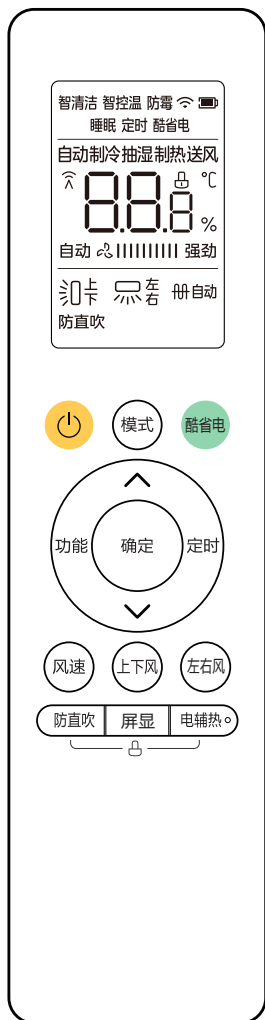 智清洁 智控温 防霉
睡眠 定时 酷省电
自动制冷抽湿制热送风
88.8 ℃
%
自动 强劲
上下 左右 自动
防直吹
模式 酷省电
功能 确定 定时
风速 上下风 左右风
防直吹 屏显 电辅热